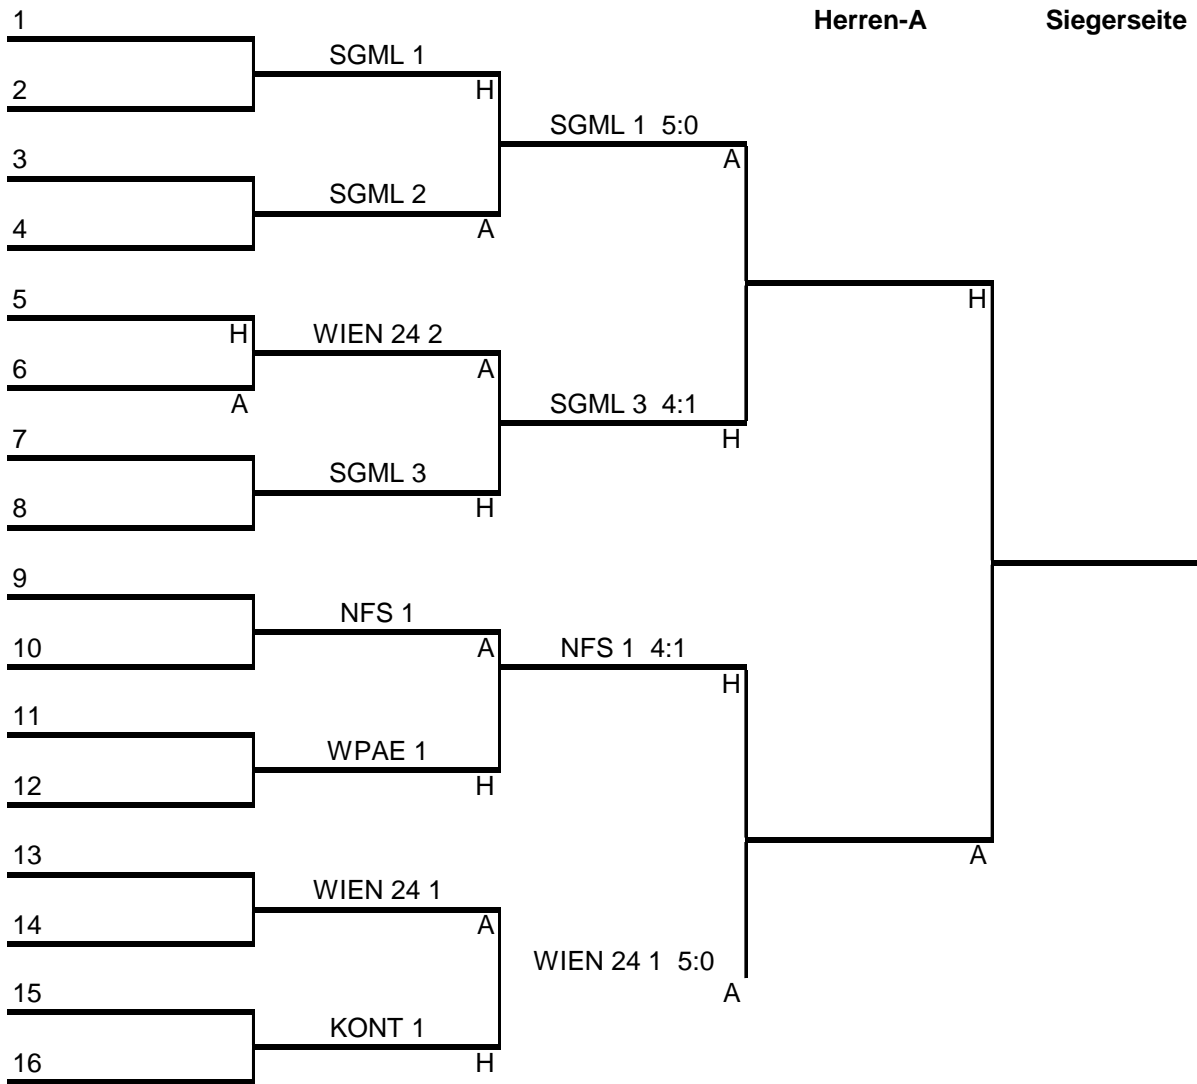 1
Herren-A Siegerseite
SGML 1
2
H
SGML 1 5:0
3
A
SGML 2
4
A
5
H
H
WIEN 24 2
6
A
A
SGML 3 4:1
7
H
SGML 3
8
H
9
NFS 1
10
A
NFS 1 4:1
H
11
WPAE 1
12
H
13
A
WIEN 24 1
14
A
WIEN 24 1 5:0
15
A
KONT 1
16
H